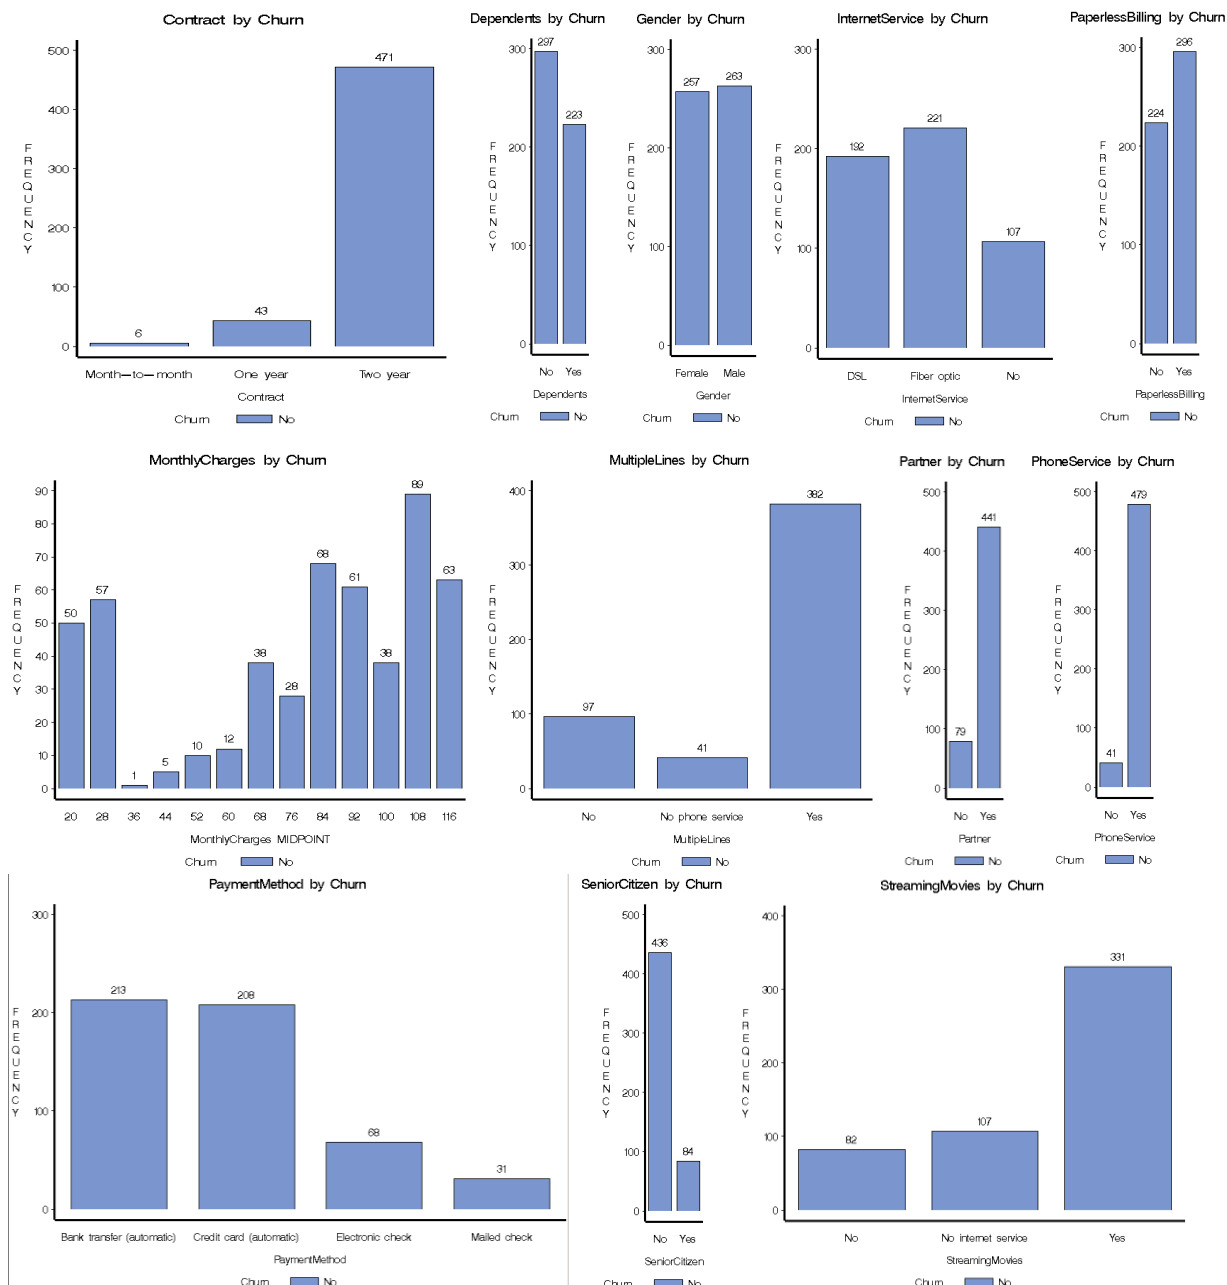 Contract by Churn
500
400
300
200
100
0
FREQUENCY
6
43
471
Month-to-month One year Two year
Contract
Churn No
Dependents by Churn
300
200
100
0
FREQUENCY
297
223
No Yes
Dependents
Churn No
Gender by Churn
300
200
100
0
FREQUENCY
257
263
Female Male
Gender
Churn No
InternetService by Churn
300
200
100
0
FREQUENCY
192
221
107
DSL Fiber optic No
InternetService
Churn No
PaperlessBilling by Churn
300
200
100
0
FREQUENCY
224
296
No Yes
PaperlessBilling
Churn No
MonthlyCharges by Churn
90
80
70
60
50
40
30
20
10
0
FREQUENCY
50
57
1
5
10
12
38
28
68
61
38
89
63
20 28 36 44 52 60 68 76 84 92 100 108 116
MonthlyCharges MIDPOINT
Churn No
MultipleLines by Churn
400
300
200
100
0
FREQUENCY
97
41
382
No No phone service Yes
MultipleLines
Churn No
Partner by Churn
500
400
300
200
100
0
FREQUENCY
79
441
No Yes
Partner
Churn No
PhoneService by Churn
500
400
300
200
100
0
FREQUENCY
41
479
No Yes
PhoneService
Churn No
PaymentMethod by Churn
300
200
100
0
FREQUENCY
213
208
68
31
Bank transfer (automatic) Credit card (automatic) Electronic check Mailed check
PaymentMethod
Churn No
SeniorCitizen by Churn
500
400
300
200
100
0
FREQUENCY
436
84
No Yes
SeniorCitizen
Churn No
StreamingMovies by Churn
400
300
200
100
0
FREQUENCY
82
107
331
No No internet service Yes
StreamingMovies
Churn No